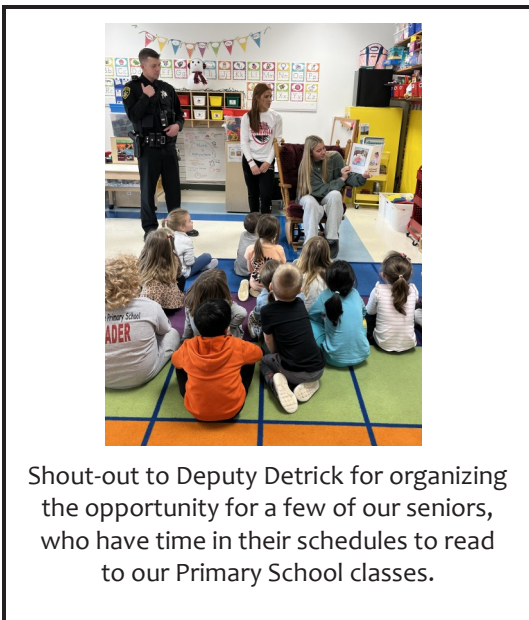 Primary School
ADER
Shout-out to Deputy Detrick for organizing
the opportunity for a few of our seniors,
who have time in their schedules to read
to our Primary School classes.